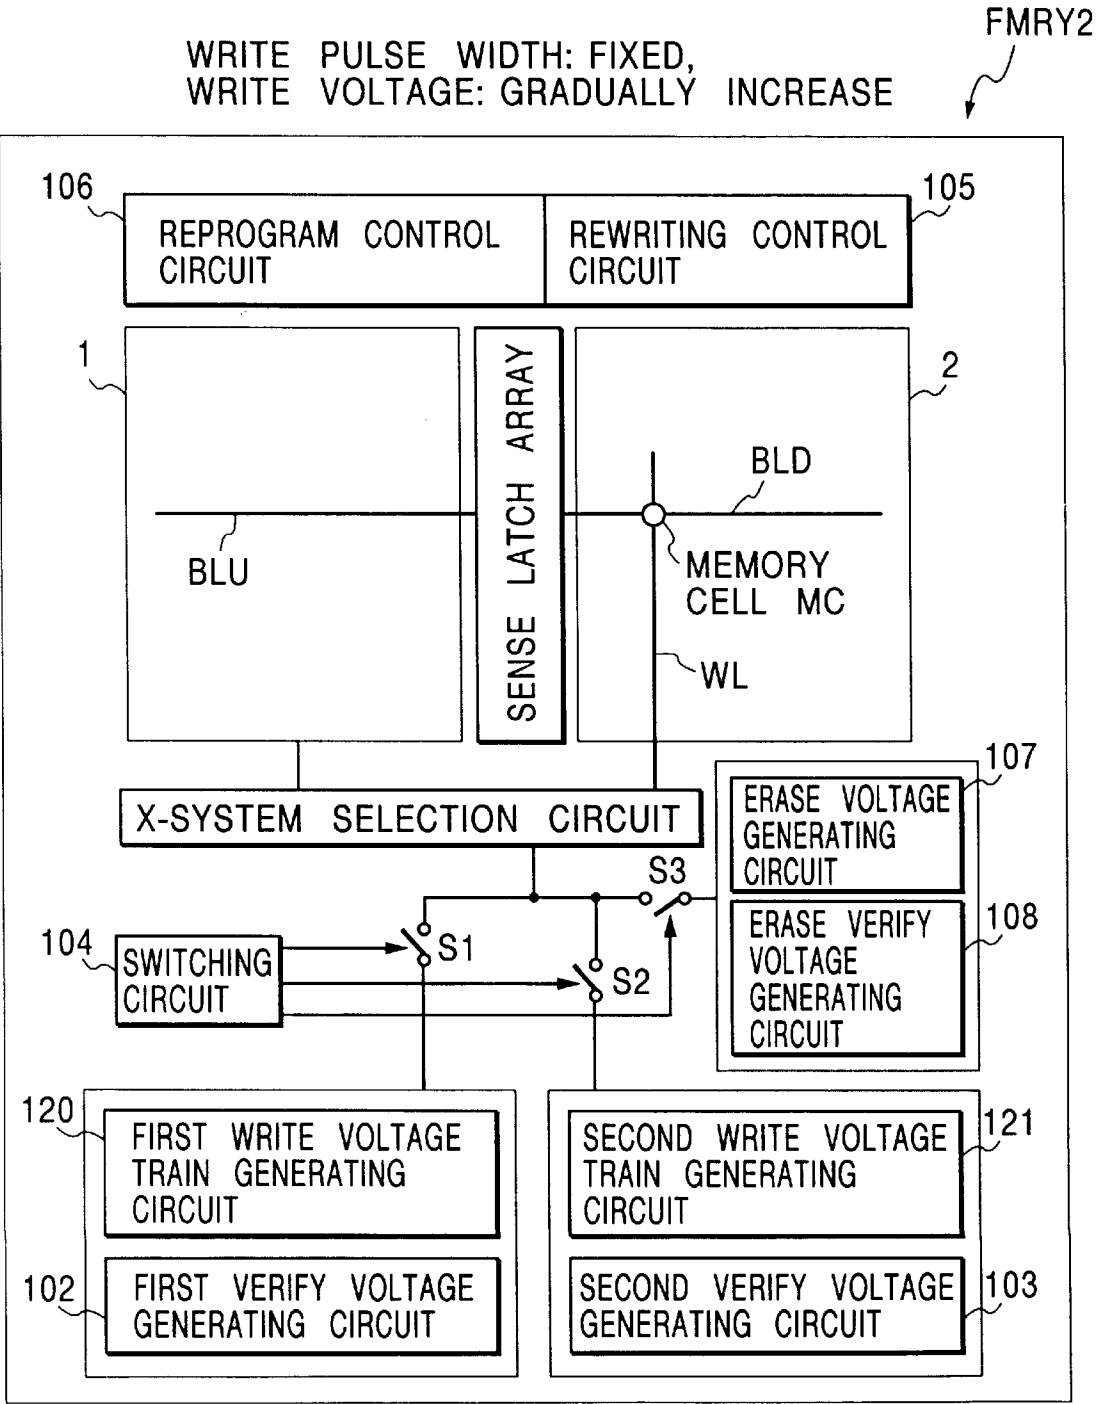 FMRY2
WRITE PULSE WIDTH: FIXED,
WRITE VOLTAGE: GRADUALLY INCREASE
106
105
REPROGRAM CONTROL
CIRCUIT
REWRITING CONTROL
CIRCUIT
1
2
SENSE LATCH ARRAY
BLU
BLD
MEMORY
CELL MC
WL
X-SYSTEM SELECTION CIRCUIT
107
ERASE VOLTAGE
GENERATING
CIRCUIT
108
ERASE VERIFY
VOLTAGE
GENERATING
CIRCUIT
S3
104
SWITCHING
CIRCUIT
S1
S2
120
FIRST WRITE VOLTAGE
TRAIN GENERATING
CIRCUIT
102
FIRST VERIFY VOLTAGE
GENERATING CIRCUIT
121
SECOND WRITE VOLTAGE
TRAIN GENERATING
CIRCUIT
103
SECOND VERIFY VOLTAGE
GENERATING CIRCUIT